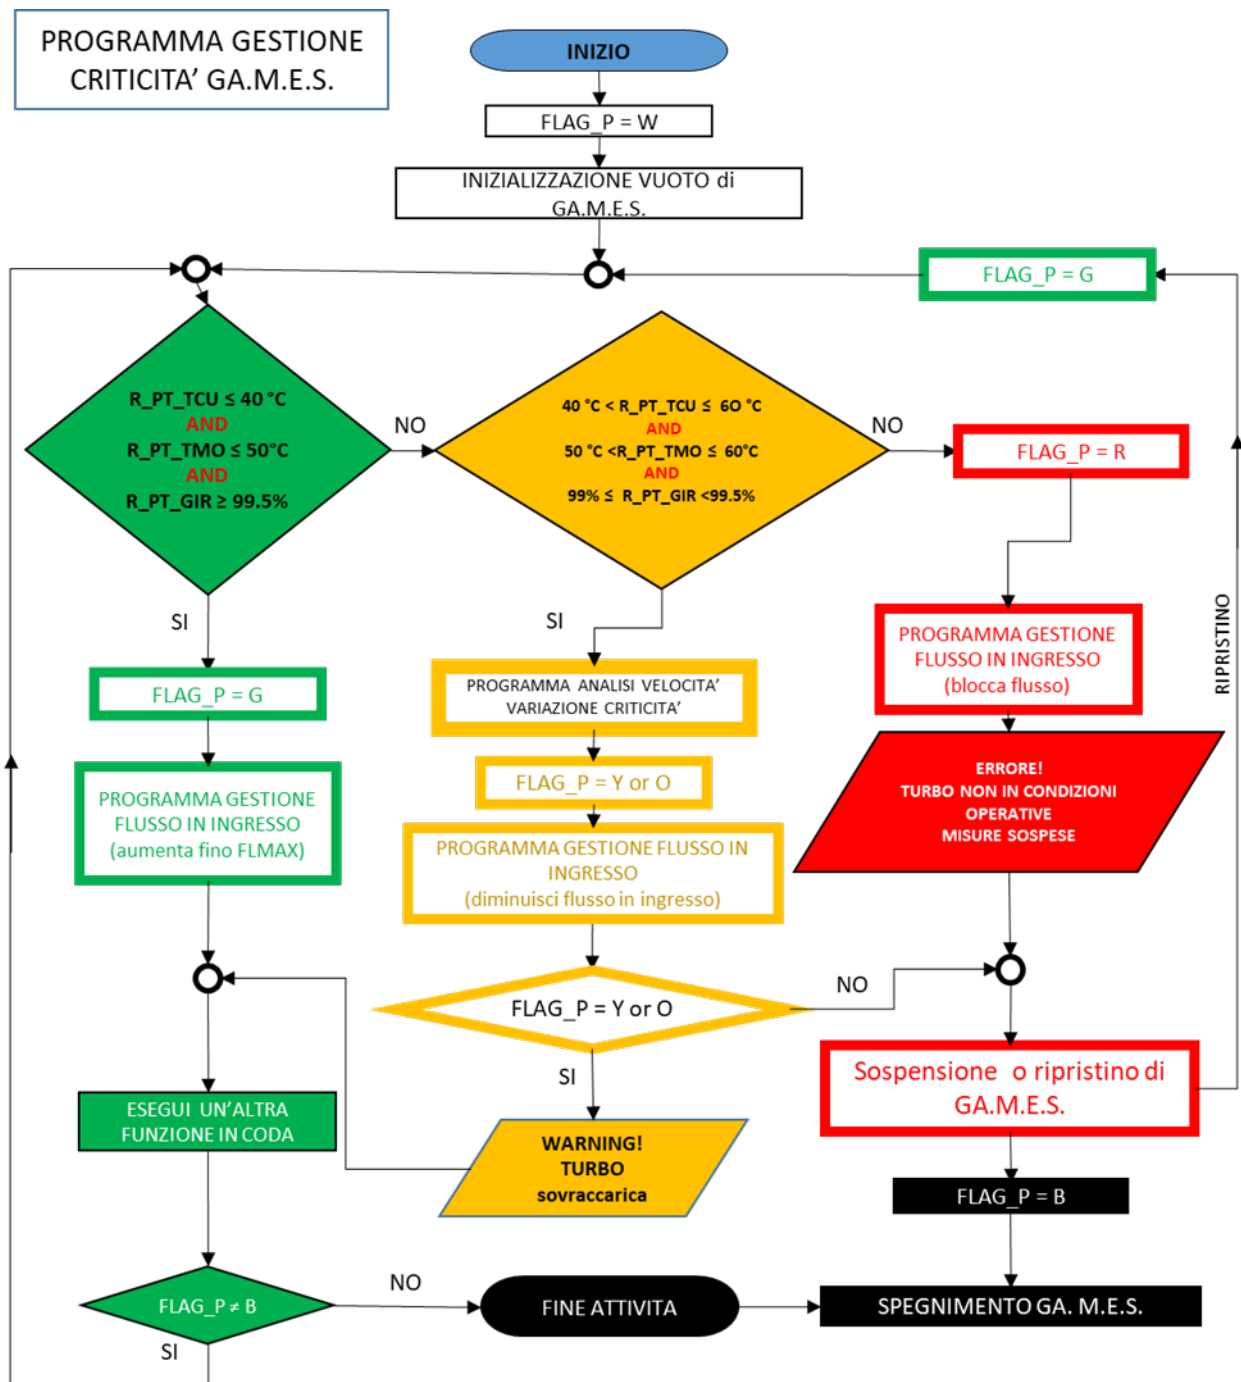 PROGRAMMA GESTIONE
CRITICITA’ GA.M.E.S.
INIZIO
FLAG_P = W
INIZIALIZZAZIONE VUOTO di
GA.M.E.S.
FLAG_P = G
R_PT_TCU ≤ 40 °C
AND
R_PT_TMO ≤ 50°C
AND
R_PT_GIR ≥ 99.5%
NO
40 °C < R_PT_TCU ≤ 6O °C
AND
50 °C <R_PT_TMO ≤ 60°C
AND
99% ≤ R_PT_GIR <99.5%
NO
FLAG_P = R
SI
SI
RIPRISTINO
PROGRAMMA GESTIONE
FLUSSO IN INGRESSO
(blocca flusso)
FLAG_P = G
PROGRAMMA ANALISI VELOCITA’
VARIAZIONE CRITICITA’
FLAG_P = Y or O
ERRORE!
TURBO NON IN CONDIZIONI
OPERATIVE
MISURE SOSPESE
PROGRAMMA GESTIONE
FLUSSO IN INGRESSO
(aumenta fino FLMAX)
PROGRAMMA GESTIONE FLUSSO IN
INGRESSO
(diminuisci flusso in ingresso)
FLAG_P = Y or O
NO
SI
Sospensione o ripristino di
GA.M.E.S.
ESEGUI UN’ALTRA
FUNZIONE IN CODA
WARNING!
TURBO
sovraccarica
FLAG_P = B
FLAG_P ≠ B
NO
FINE ATTIVITA
SPEGNIMENTO GA. M.E.S.
SI